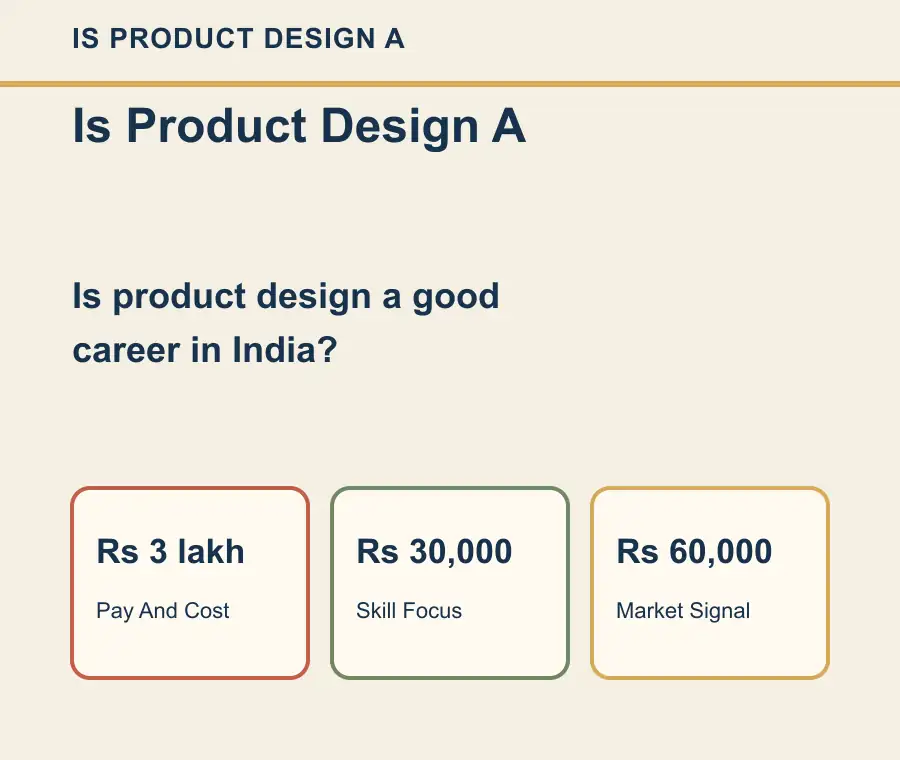 IS PRODUCT DESIGN A
Is Product Design A
Is product design a good
career in India?
Rs 3 lakh
Pay And Cost
Rs 30,000
Skill Focus
Rs 60,000
Market Signal